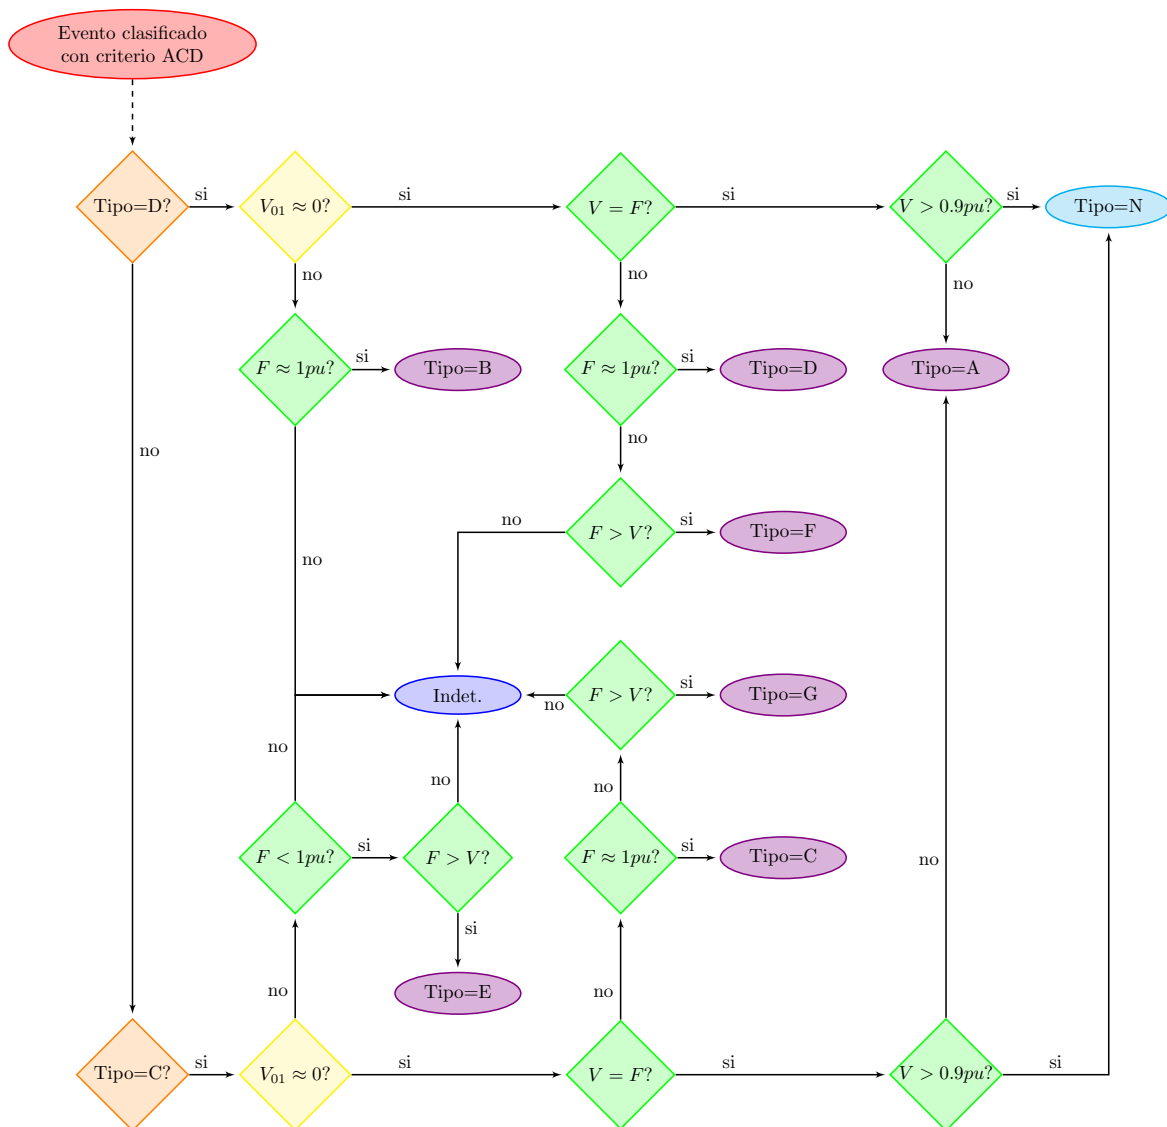 Evento clasificado
con criterio ACD
Tipo=D?
si
V₀₁ ≈ 0?
si
V = F?
si
V > 0.9pu?
si
Tipo=N
no
no
no
F ≈ 1pu?
si
Tipo=B
F ≈ 1pu?
si
Tipo=D
Tipo=A
no
no
F > V?
si
Tipo=F
no
no
Indet.
no
F > V?
si
Tipo=G
no
no
no
F < 1pu?
si
F > V?
F ≈ 1pu?
si
Tipo=C
no
si
Tipo=E
no
no
Tipo=C?
si
V₀₁ ≈ 0?
si
V = F?
si
V > 0.9pu?
si